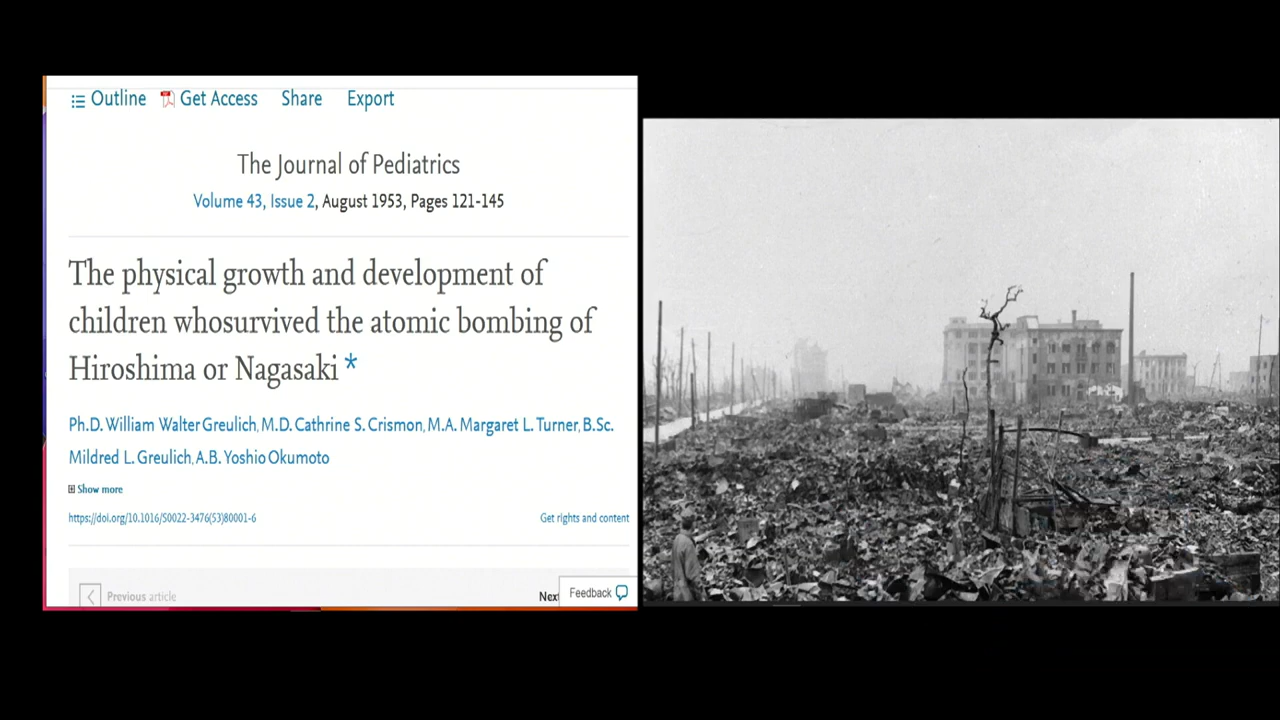 Outline Get Access Share Export
The Journal of Pediatrics
Volume 43, Issue 2, August 1953, Pages 121-145
The physical growth and development of
children whosurvived the atomic bombing of
Hiroshima or Nagasaki *
Ph.D. William Walter Greulich, M.D. Cathrine S. Crismon, M.A. Margaret L. Turner, B.Sc.
Mildred L. Greulich, A.B. Yoshio Okumoto
Show more
https://doi.org/10.1016/S0022-3476(53)80001-6 Get rights and content
Previous article Next Feedback